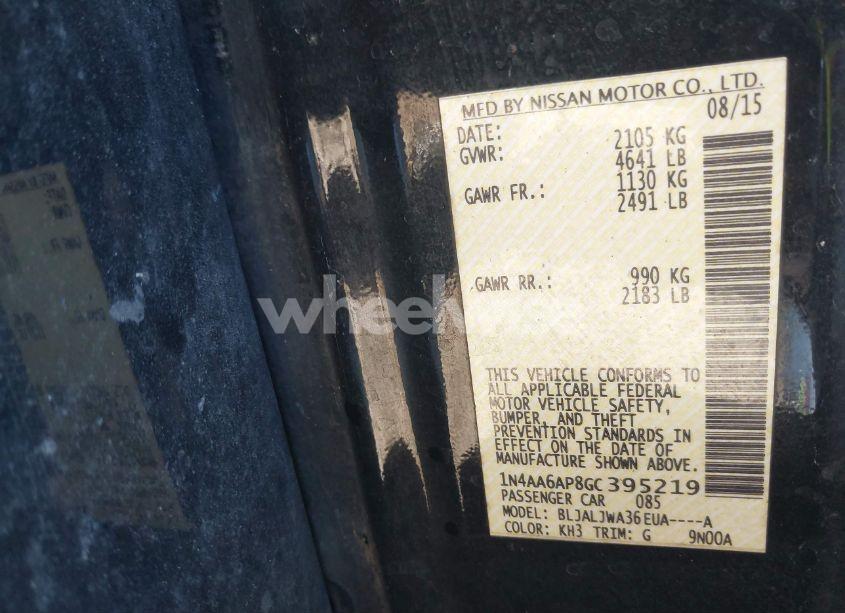 MFD BY NISSAN MOTOR CO., LTD.
DATE: 08/15
GVWR: 2105 KG
4641 LB
GAWR FR.: 1130 KG
2491 LB
GAWR RR.: 990 KG
2183 LB
THIS VEHICLE CONFORMS TO
ALL APPLICABLE FEDERAL
MOTOR VEHICLE SAFETY,
BUMPER, AND THEFT
PREVENTION STANDARDS IN
EFFECT ON THE DATE OF
MANUFACTURE SHOWN ABOVE.
1N4AA6AP8GC395219
PASSENGER CAR 085
MODEL: BLJALJWA36EUA----A
COLOR: KH3 TRIM: G 9N00A